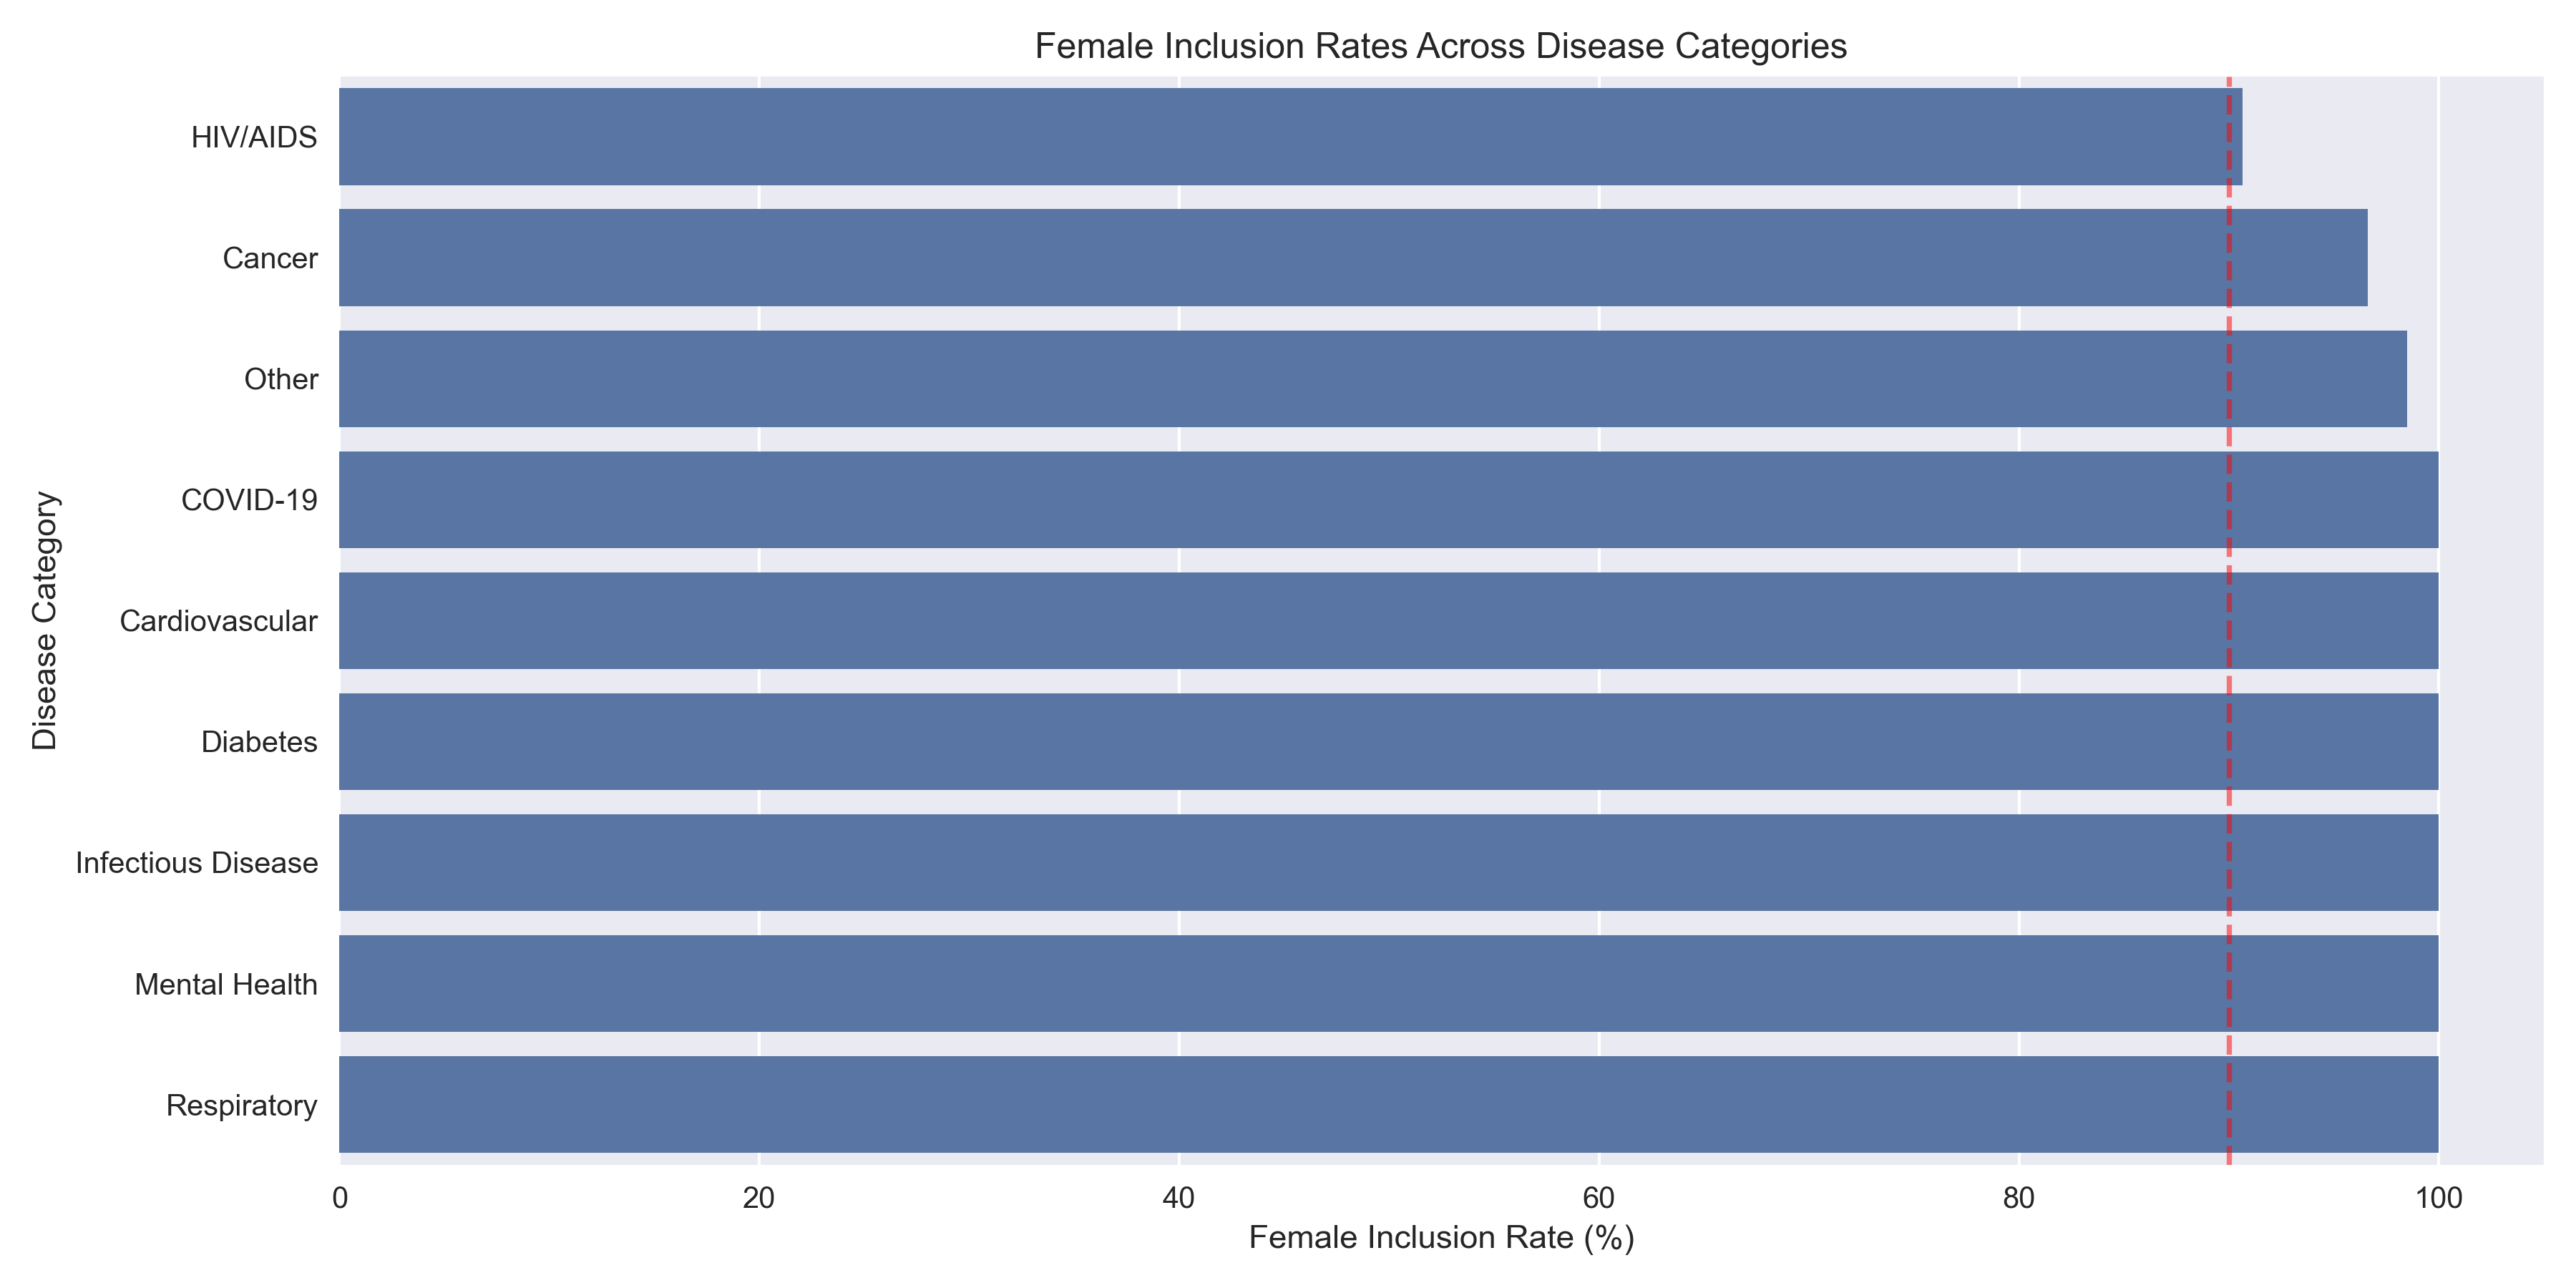 Female Inclusion Rates Across Disease Categories
Disease Category
HIV/AIDS
Cancer
Other
COVID-19
Cardiovascular
Diabetes
Infectious Disease
Mental Health
Respiratory
0 20 40 60 80 100
Female Inclusion Rate (%)